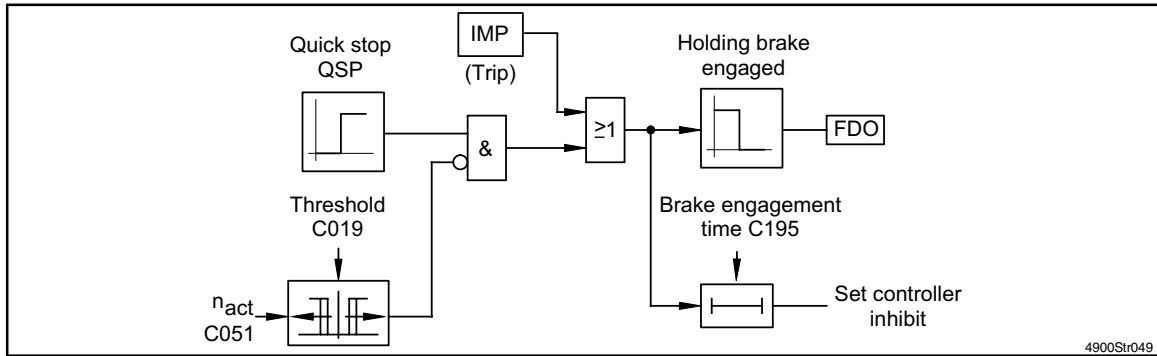 IMP
(Trip)
Quick stop
QSP
Holding brake
engaged
&
≥1
FDO
Threshold
C019
Brake engagement
time C195
nact
C051
Set controller
inhibit
4900Str049